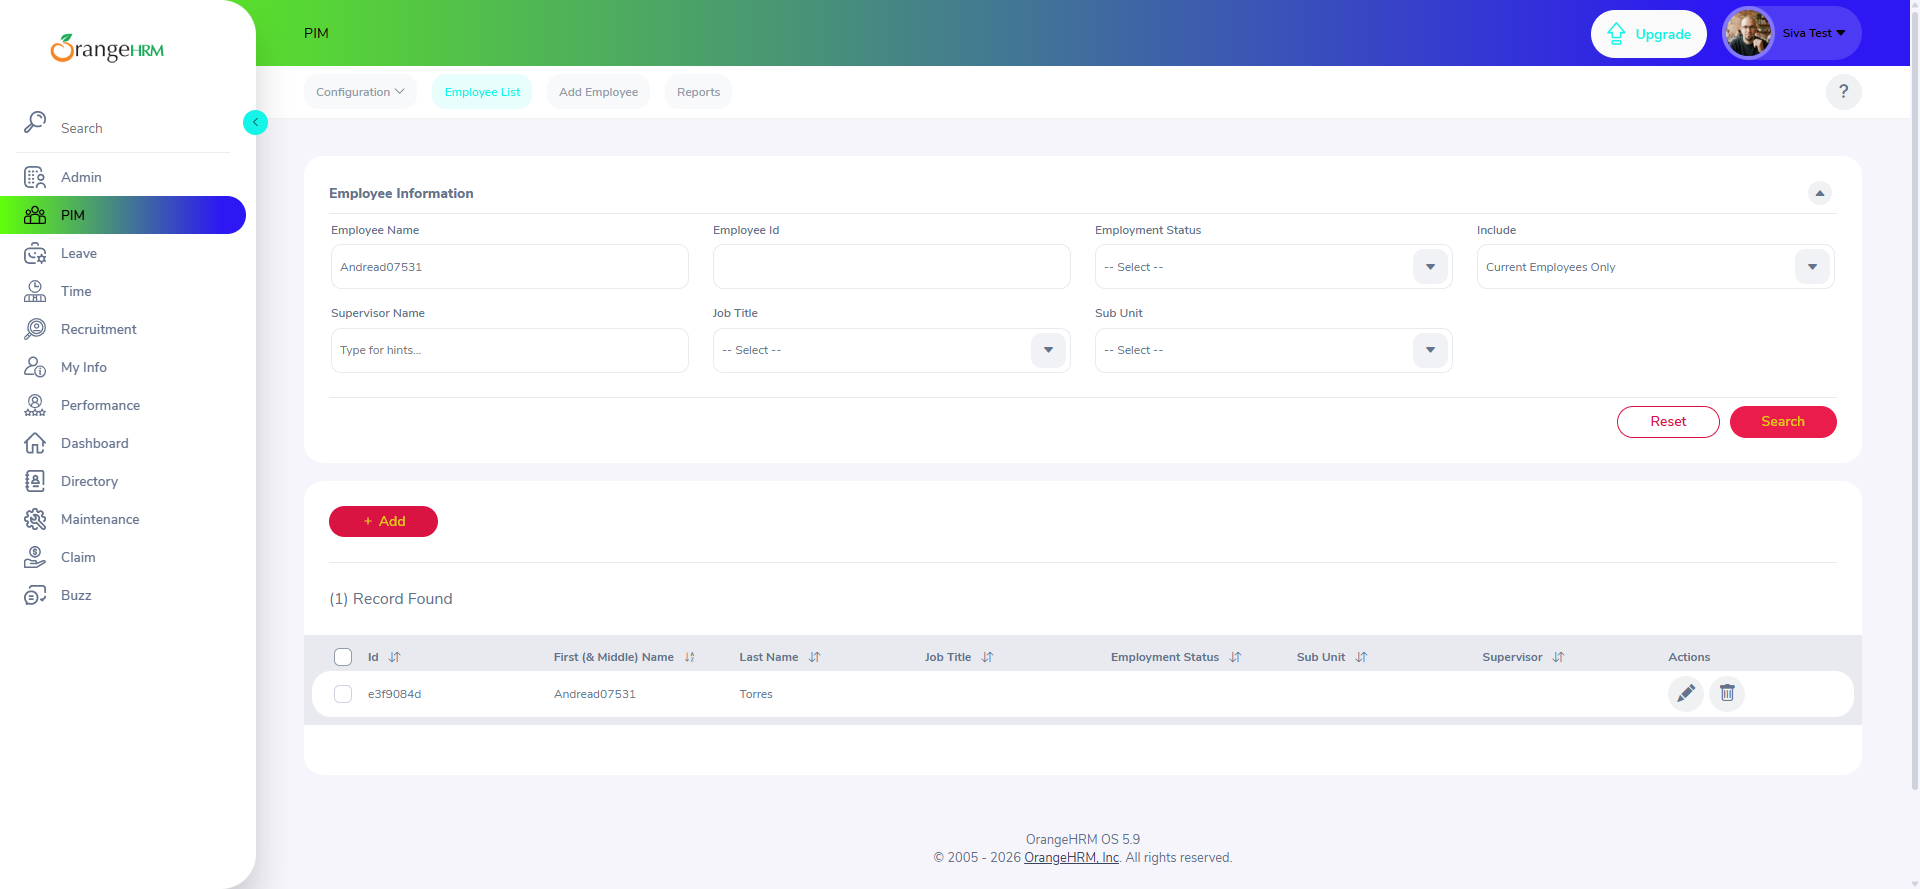 OrangeHRM
PIM
Upgrade
Siva Test
Search
Configuration
Employee List
Add Employee
Reports
?
Admin
PIM
Leave
Time
Recruitment
My Info
Performance
Dashboard
Directory
Maintenance
Claim
Buzz
Employee Information
Employee Name
Employee Id
Employment Status
Include
Andread07531
-- Select --
Current Employees Only
Supervisor Name
Job Title
Sub Unit
Type for hints...
-- Select --
-- Select --
Reset
Search
+ Add
(1) Record Found
Id
First (& Middle) Name
Last Name
Job Title
Employment Status
Sub Unit
Supervisor
Actions
e3f9084d
Andread07531
Torres
OrangeHRM OS 5.9
© 2005 - 2026 OrangeHRM, Inc. All rights reserved.